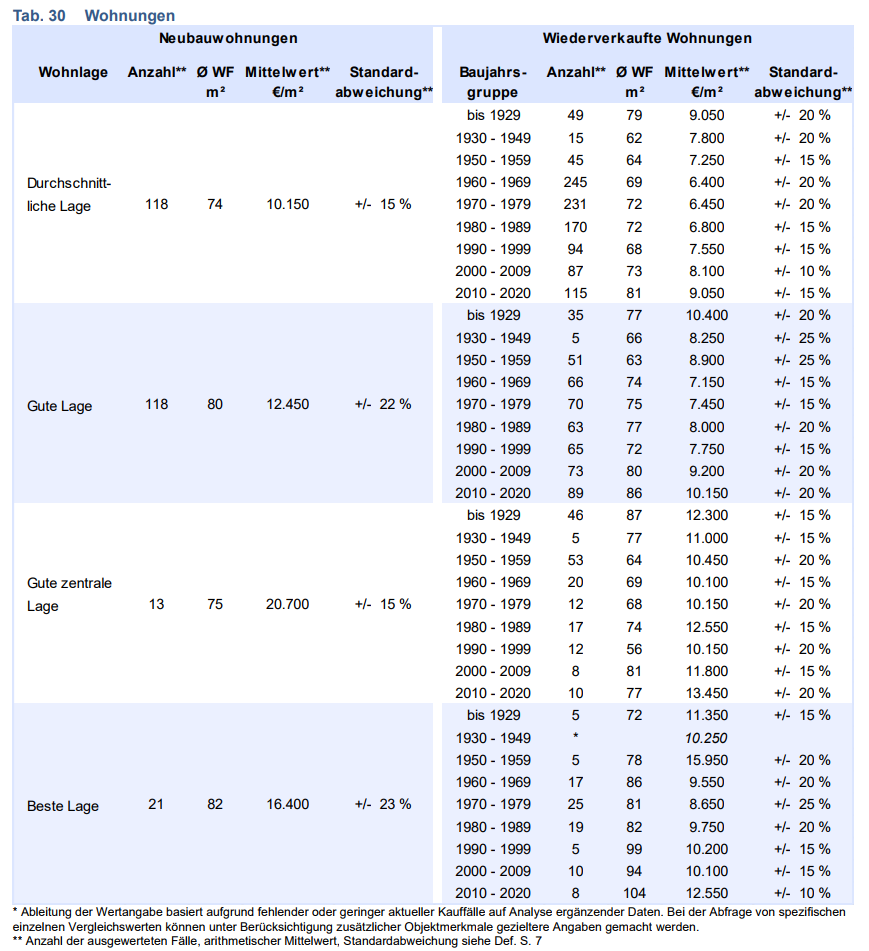 Tab. 30 Wohnungen
Neubauwohnungen Wiederverkaufte Wohnungen
Wohnlage Anzahl** Ø WF Mittelwert** Standard- Baujahrs- Anzahl** Ø WF Mittelwert** Standard-
m² €/m² abweichung** gruppe m² €/m² abweichung**
bis 1929 49 79 9.050 +/- 20 %
1930 - 1949 15 62 7.800 +/- 20 %
1950 - 1959 45 64 7.250 +/- 15 %
Durchschnitt- 1960 - 1969 245 69 6.400 +/- 20 %
liche Lage 118 74 10.150 +/- 15 % 1970 - 1979 231 72 6.450 +/- 20 %
1980 - 1989 170 72 6.800 +/- 15 %
1990 - 1999 94 68 7.550 +/- 15 %
2000 - 2009 87 73 8.100 +/- 10 %
2010 - 2020 115 81 9.050 +/- 15 %
bis 1929 35 77 10.400 +/- 20 %
1930 - 1949 5 66 8.250 +/- 25 %
1950 - 1959 51 63 8.900 +/- 25 %
1960 - 1969 66 74 7.150 +/- 15 %
Gute Lage 118 80 12.450 +/- 22 % 1970 - 1979 70 75 7.450 +/- 15 %
1980 - 1989 63 77 8.000 +/- 20 %
1990 - 1999 65 72 7.750 +/- 15 %
2000 - 2009 73 80 9.200 +/- 20 %
2010 - 2020 89 86 10.150 +/- 20 %
bis 1929 46 87 12.300 +/- 15 %
1930 - 1949 5 77 11.000 +/- 15 %
1950 - 1959 53 64 10.450 +/- 20 %
Gute zentrale 1960 - 1969 20 69 10.100 +/- 15 %
Lage 13 75 20.700 +/- 15 % 1970 - 1979 12 68 10.150 +/- 20 %
1980 - 1989 17 74 12.550 +/- 15 %
1990 - 1999 12 56 10.150 +/- 20 %
2000 - 2009 8 81 11.800 +/- 15 %
2010 - 2020 10 77 13.450 +/- 20 %
bis 1929 5 72 11.350 +/- 15 %
1930 - 1949 * 10.250
1950 - 1959 5 78 15.950 +/- 20 %
1960 - 1969 17 86 9.550 +/- 20 %
Beste Lage 21 82 16.400 +/- 23 % 1970 - 1979 25 81 8.650 +/- 25 %
1980 - 1989 19 82 9.750 +/- 20 %
1990 - 1999 5 99 10.200 +/- 15 %
2000 - 2009 10 94 10.100 +/- 15 %
2010 - 2020 8 104 12.550 +/- 10 %
* Ableitung der Wertangabe basiert aufgrund fehlender oder geringer aktueller Kauffälle auf Analyse ergänzender Daten. Bei der Abfrage von spezifischen
einzelnen Vergleichswerten können unter Berücksichtigung zusätzlicher Objektmerkmale gezieltere Angaben gemacht werden.
** Anzahl der ausgewerteten Fälle, arithmetischer Mittelwert, Standardabweichung siehe Def. S. 7